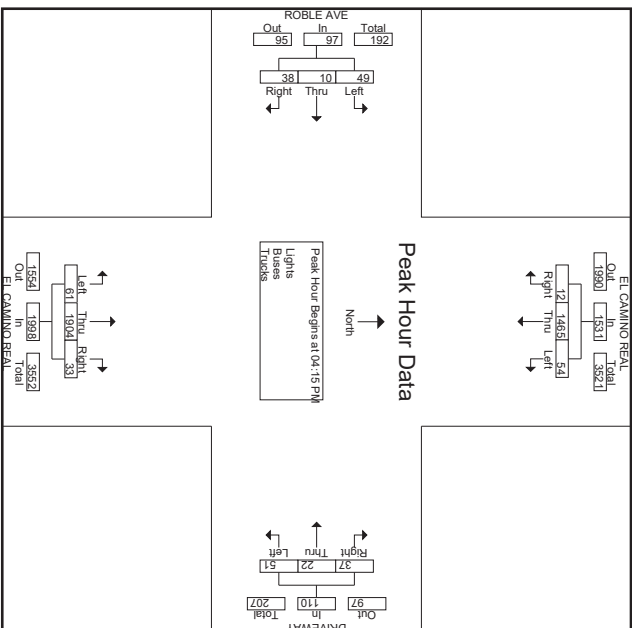 ROBLE AVE
Out In Total
95 97 192
38 10 49
Right Thru Left
EL CAMINO REAL
Out In Total
1990 1531 3521
12 1465 54
Right Thru Left
Peak Hour Data
North
Peak Hour Begins at 04:15 PM
Lights
Buses
Trucks
Left Thru Right
61 1904 33
1554 1998 3552
Out In Total
EL CAMINO REAL
Left Thru Right
51 22 37
207 110 97
Total In Out
DRIVEWAY